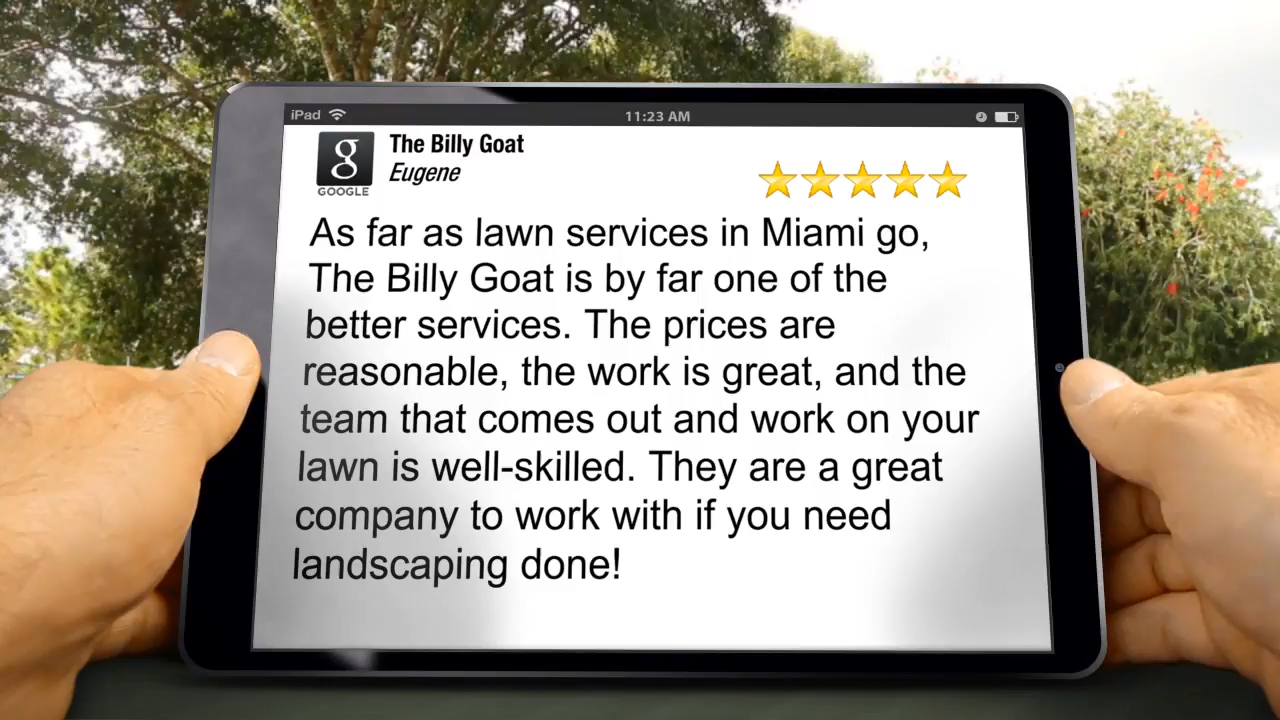 iPad 11:23 AM
g
GOOGLE
The Billy Goat
Eugene
As far as lawn services in Miami go,
The Billy Goat is by far one of the
better services. The prices are
reasonable, the work is great, and the
team that comes out and work on your
lawn is well-skilled. They are a great
company to work with if you need
landscaping done!